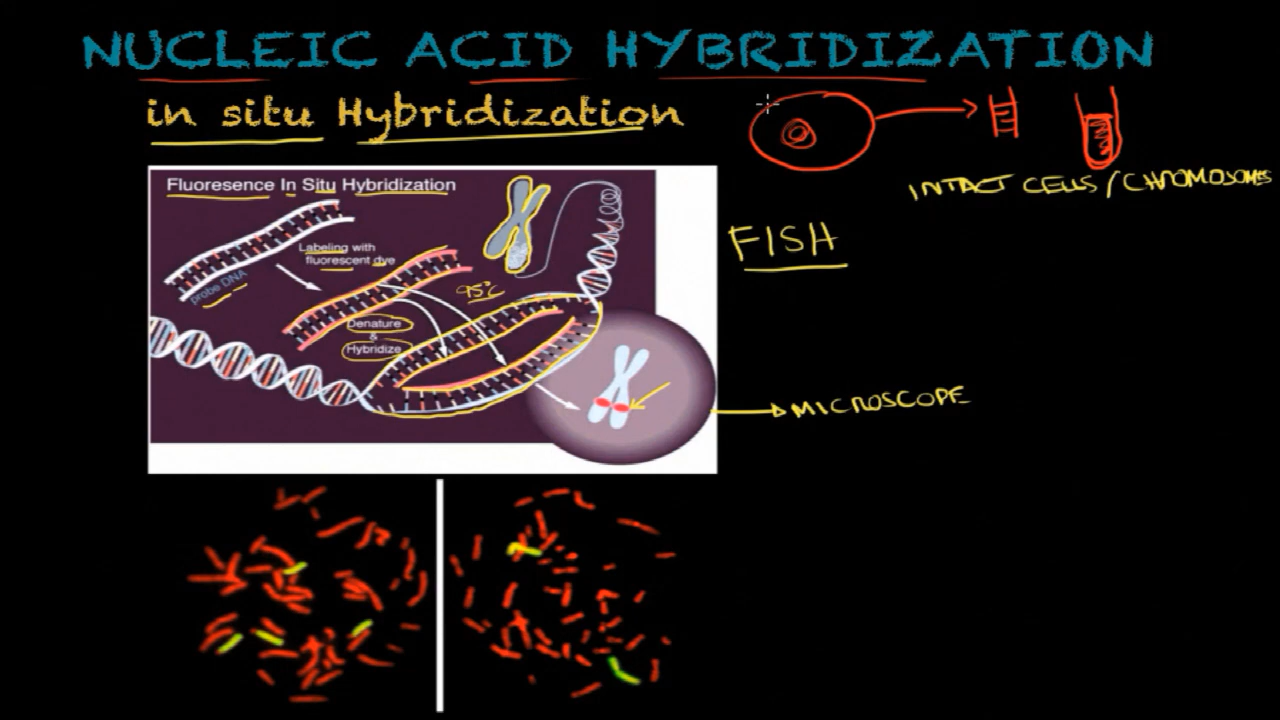 NUCLEIC ACID HYBRIDIZATION
in situ Hybridization
INTACT CELLS/CHROMOSOMES
Fluoresence In Situ Hybridization
FISH
Labeling with
fluorescent dye
probe DNA
95°C
Denature
&
Hybridize
MICROSCOPE